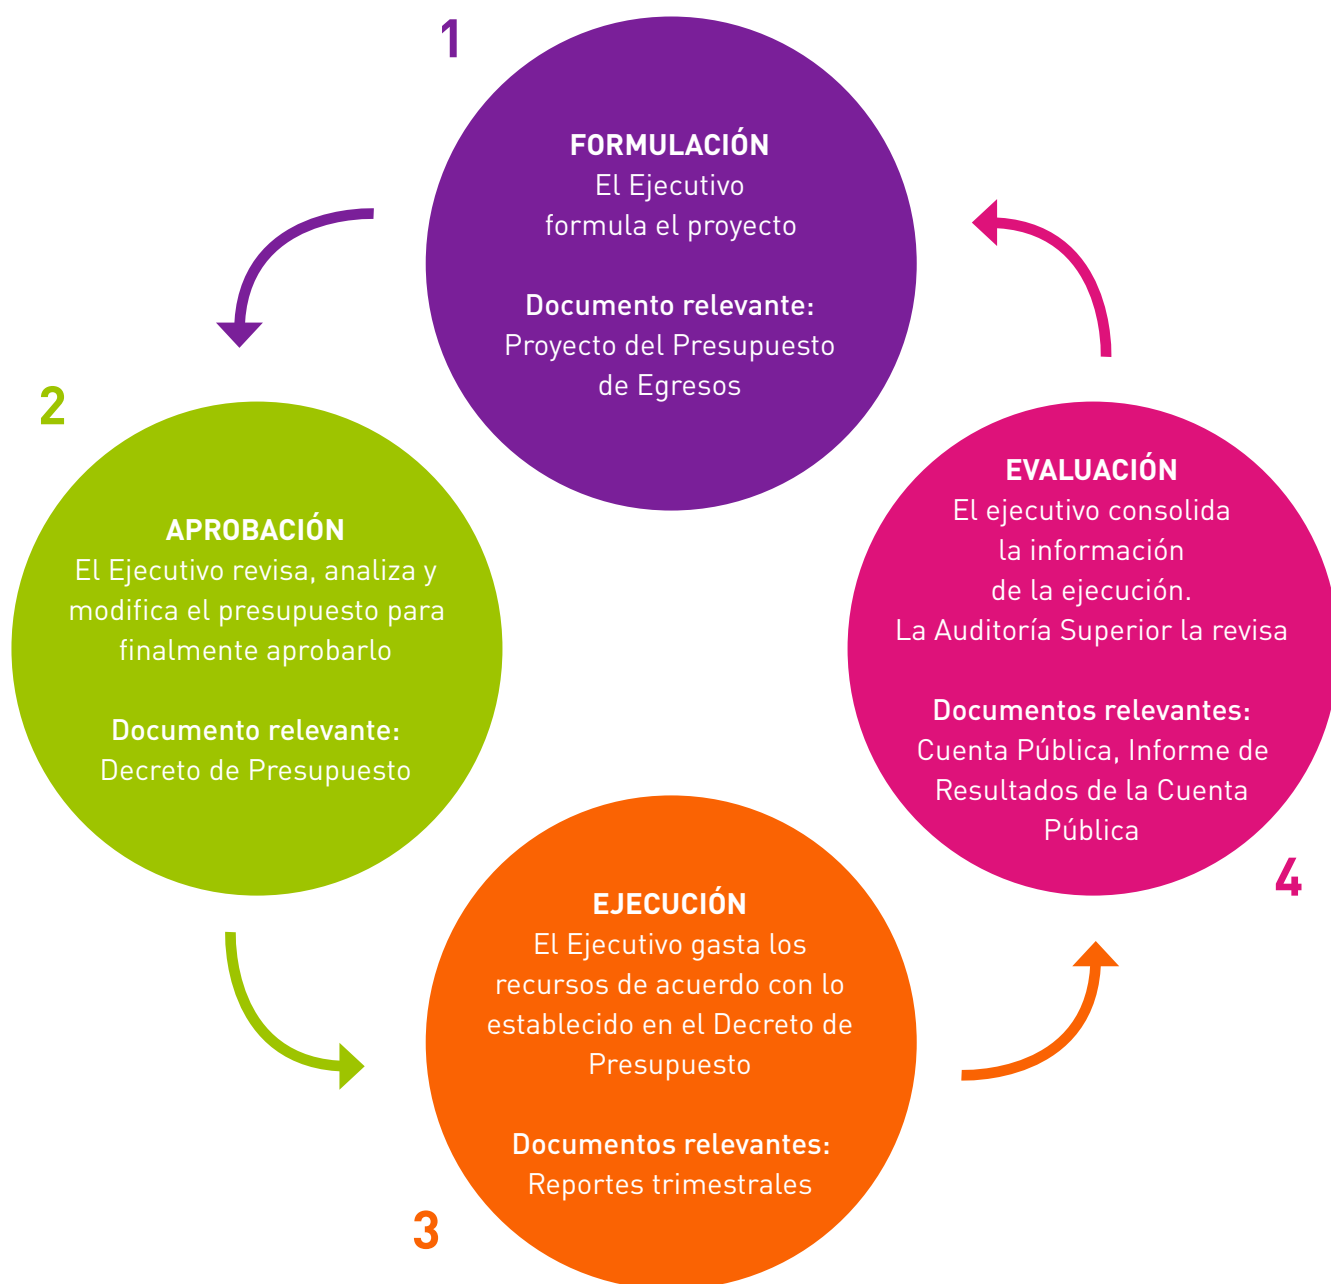 1
FORMULACIÓN
El Ejecutivo
formula el proyecto
Documento relevante:
Proyecto del Presupuesto
de Egresos
2
APROBACIÓN
El Ejecutivo revisa, analiza y
modifica el presupuesto para
finalmente aprobarlo
Documento relevante:
Decreto de Presupuesto
3
EJECUCIÓN
El Ejecutivo gasta los
recursos de acuerdo con lo
establecido en el Decreto de
Presupuesto
Documentos relevantes:
Reportes trimestrales
4
EVALUACIÓN
El ejecutivo consolida
la información
de la ejecución.
La Auditoría Superior la revisa
Documentos relevantes:
Cuenta Pública, Informe de
Resultados de la Cuenta
Pública